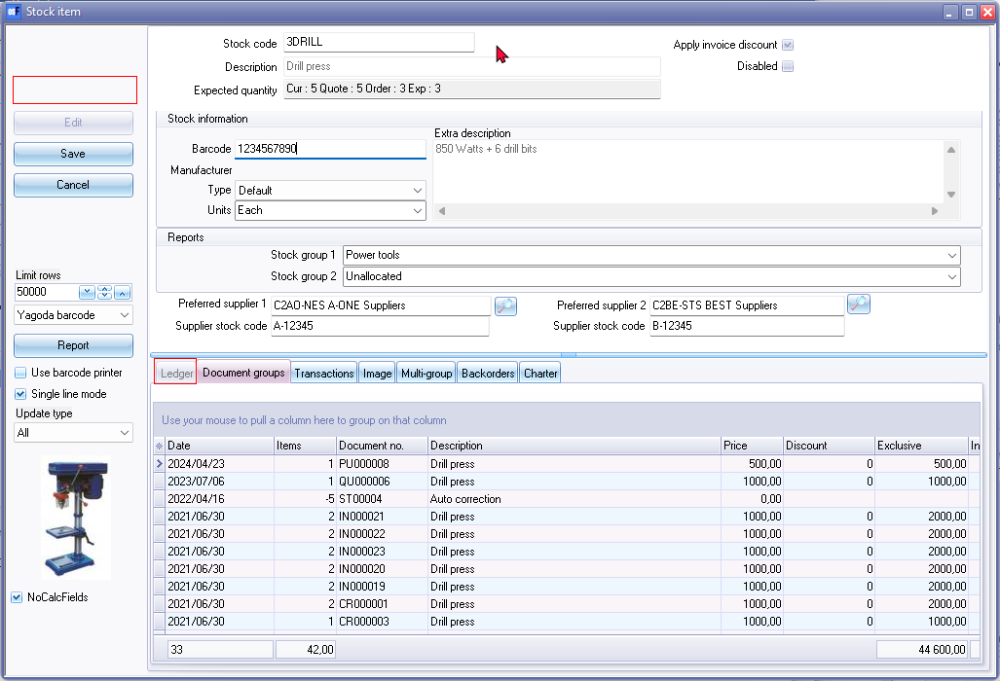 Stock item
Stock code 3DRILL
Apply invoice discount
Description Drill press
Disabled
Expected quantity Cur : 5 Quote : 5 Order : 3 Exp : 3
Edit
Save
Cancel
Stock information
Barcode 1234567890
Extra description
850 Watts + 6 drill bits
Manufacturer
Type Default
Units Each
Reports
Stock group 1 Power tools
Stock group 2 Unallocated
Preferred supplier 1 C2AO-NES A-ONE Suppliers
Preferred supplier 2 C2BE-STS BEST Suppliers
Supplier stock code A-12345
Supplier stock code B-12345
Limit rows
50000
Yagoda barcode
Report
Use barcode printer
Single line mode
Update type
All
NoCalcFields
Ledger Document groups Transactions Image Multi-group Backorders Charter
Use your mouse to pull a column here to group on that column
Date Items Document no. Description Price Discount Exclusive In
2024/04/23 1 PU000008 Drill press 500,00 0 500,00
2023/07/06 1 QU000006 Drill press 1000,00 0 1000,00
2022/04/16 -5 ST00004 Auto correction 0,00
2021/06/30 2 IN000021 Drill press 1000,00 0 2000,00
2021/06/30 2 IN000022 Drill press 1000,00 0 2000,00
2021/06/30 2 IN000023 Drill press 1000,00 0 2000,00
2021/06/30 2 IN000020 Drill press 1000,00 0 2000,00
2021/06/30 2 IN000019 Drill press 1000,00 0 2000,00
2021/06/30 2 CR000001 Drill press 1000,00 0 2000,00
2021/06/30 1 CR000003 Drill press 1000,00 0 1000,00
33 42,00 44 600,00